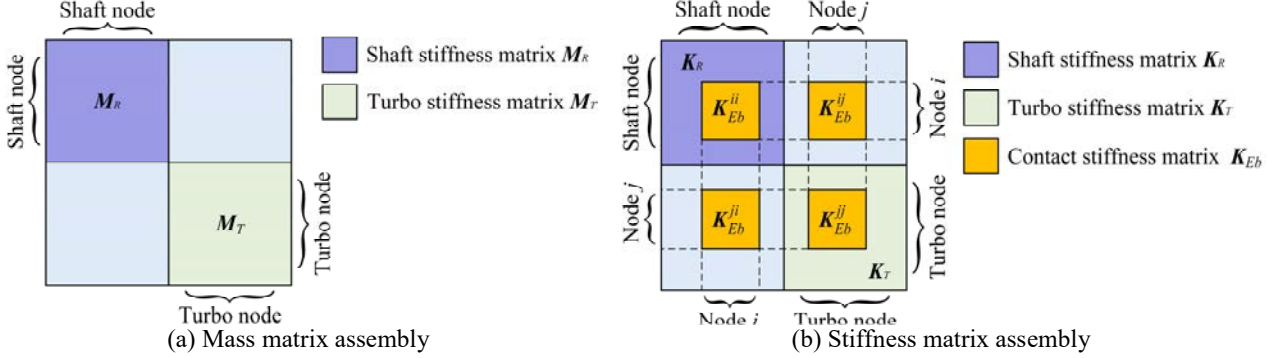 Shaft node
Shaft node
M_R
M_T
Turbo node
Turbo node
Shaft stiffness matrix M_R
Turbo stiffness matrix M_T
(a) Mass matrix assembly
Shaft node
Node j
Shaft node
K_R
K_Eb^ii
K_Eb^ij
Node i
Node j
K_Eb^ji
K_Eb^jj
K_T
Turbo node
Node i
Turbo node
Shaft stiffness matrix K_R
Turbo stiffness matrix K_T
Contact stiffness matrix K_Eb
(b) Stiffness matrix assembly